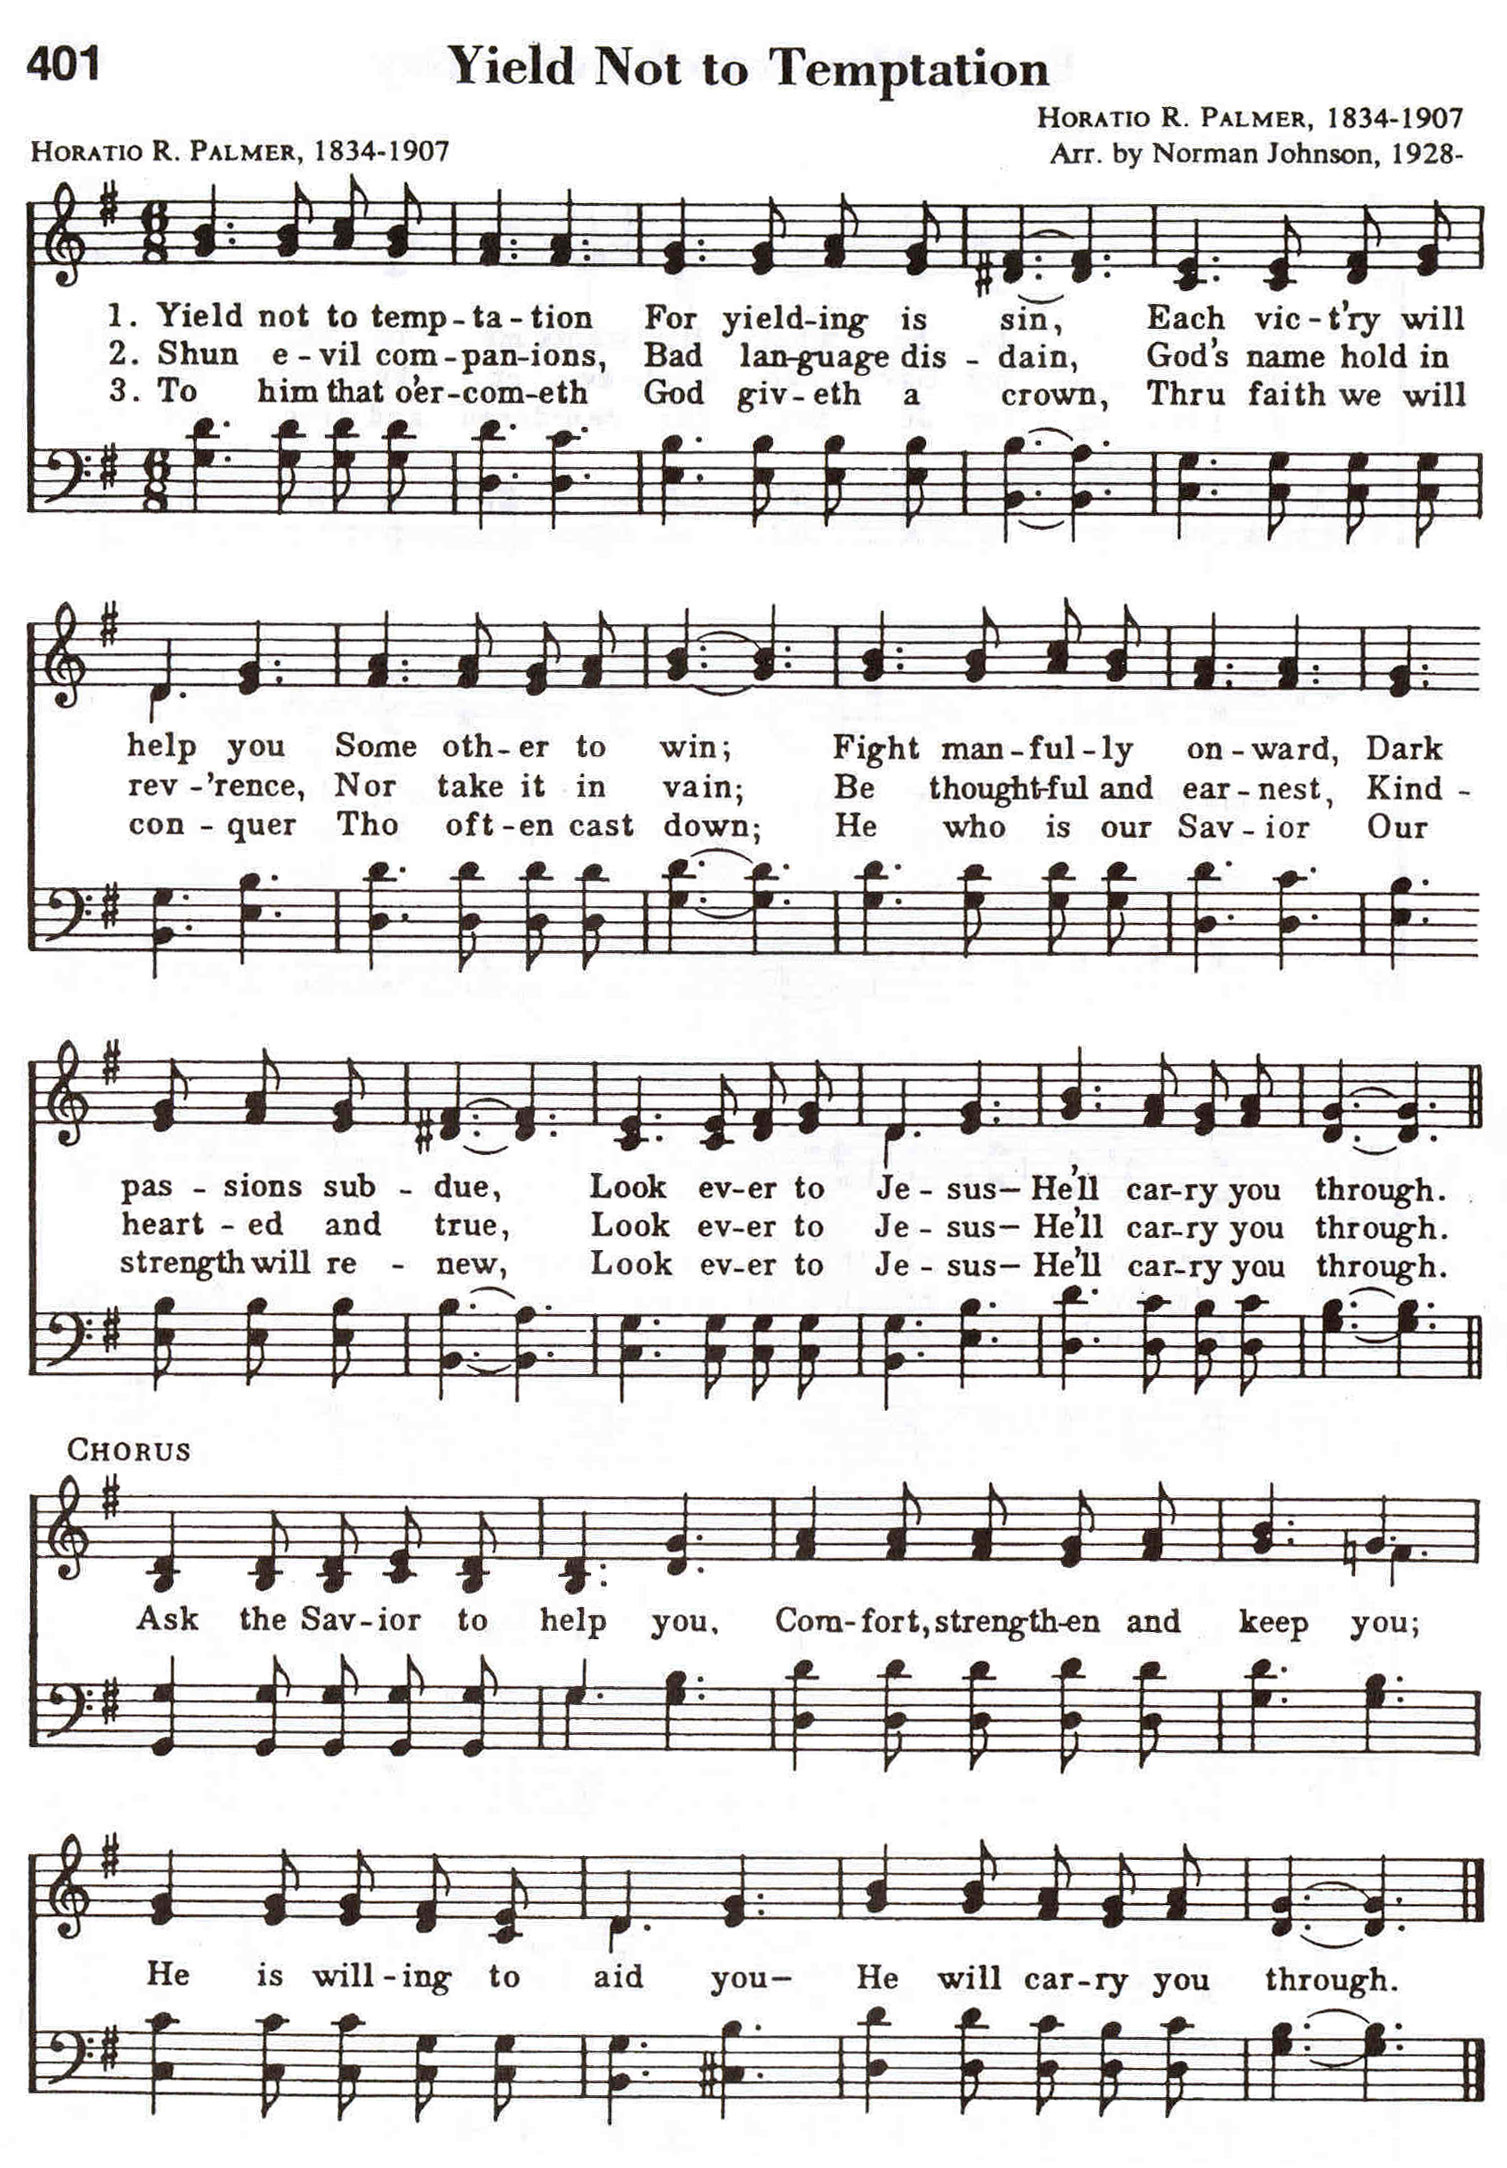 401
Yield Not to Temptation
HORATIO R. PALMER, 1834-1907
HORATIO R. PALMER, 1834-1907
Arr. by Norman Johnson, 1928-
1. Yield not to temp-ta-tion For yield-ing is sin, Each vic-t'ry will
2. Shun e-vil com-pan-ions, Bad lan-guage dis-dain, God's name hold in
3. To him that o'er-com-eth God giv-eth a crown, Thru faith we will
help you Some oth-er to win; Fight man-ful-ly on-ward, Dark
rev-'rence, Nor take it in vain; Be thought-ful and ear-nest, Kind-
con-quer Tho oft-en cast down; He who is our Sav-ior Our
pas-sions sub-due, Look ev-er to Je-sus— He'll car-ry you through.
heart-ed and true, Look ev-er to Je-sus— He'll car-ry you through.
strength will re-new, Look ev-er to Je-sus— He'll car-ry you through.
CHORUS
Ask the Sav-ior to help you, Com-fort, strength-en and keep you;
He is will-ing to aid you— He will car-ry you through.